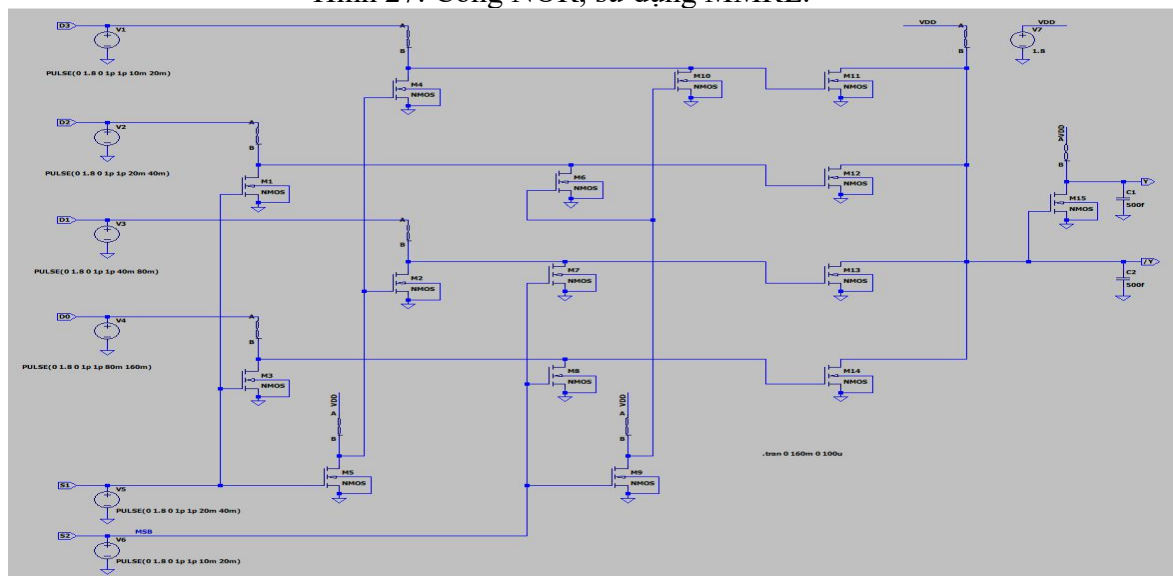 Hình 27. Cổng NOR, sử dụng MMRL.
D3
V1
PULSE(0 1.8 0 1p 1p 10m 20m)
A
B
M4
NMOS
M10
NMOS
M11
NMOS
VDD
A
B
VDD
V7
1.8
D2
V2
PULSE(0 1.8 0 1p 1p 20m 40m)
A
B
M1
NMOS
M6
NMOS
M12
NMOS
VDD
A
B
Y
M15
NMOS
C1
500f
D1
V3
PULSE(0 1.8 0 1p 1p 40m 80m)
A
B
M2
NMOS
M7
NMOS
M13
NMOS
/Y
C2
500f
D0
V4
PULSE(0 1.8 0 1p 1p 80m 160m)
A
B
M3
NMOS
M8
NMOS
M14
NMOS
VDD
A
B
VDD
A
B
.tran 0 160m 0 100u
S1
V5
PULSE(0 1.8 0 1p 1p 20m 40m)
M5
NMOS
M9
NMOS
S2
MSB
V6
PULSE(0 1.8 0 1p 1p 10m 20m)